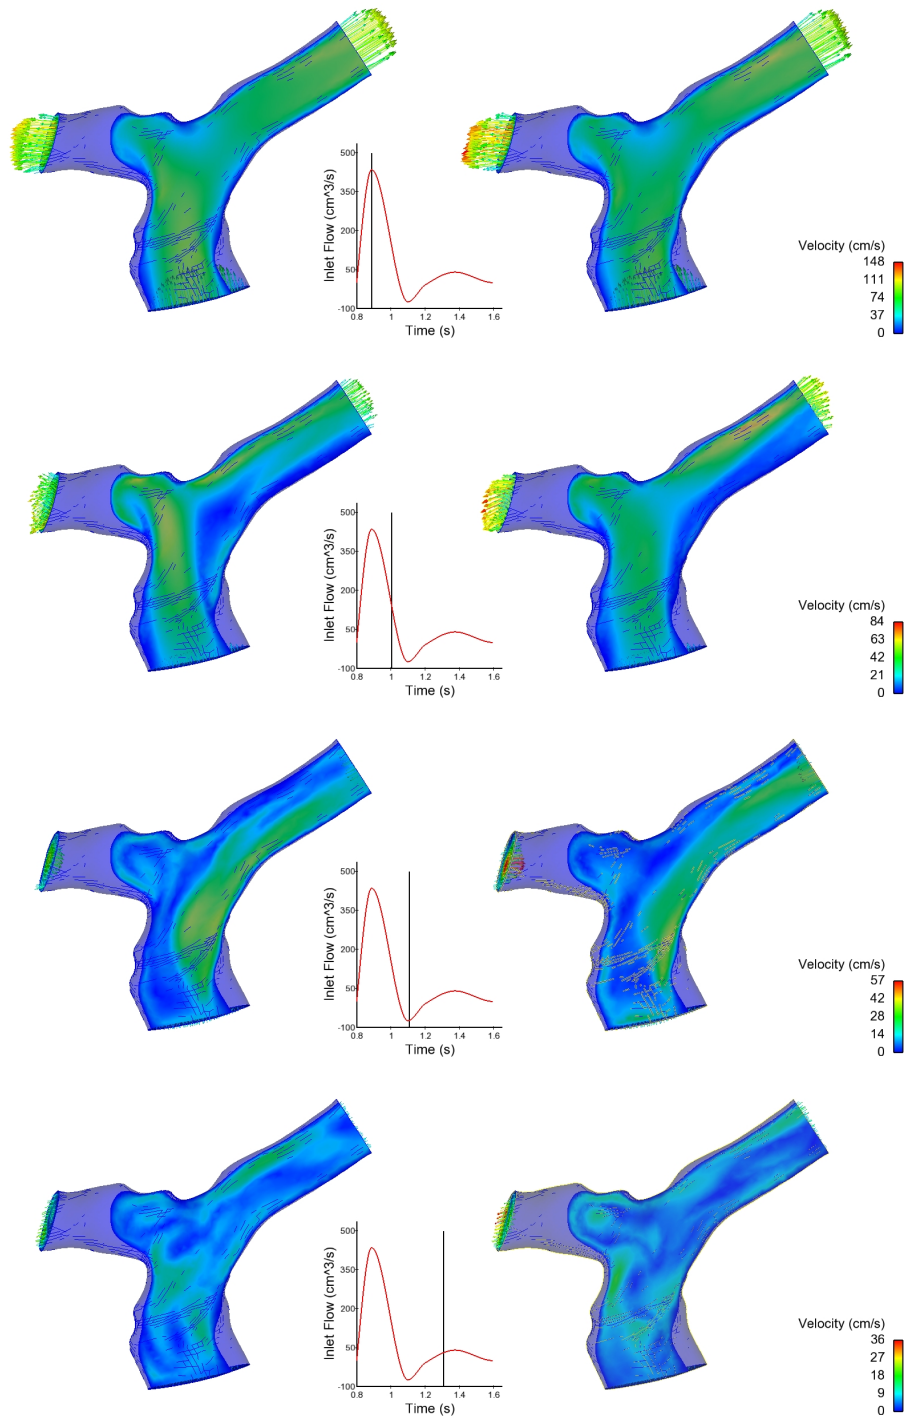 500
350
200
50
-100
Inlet Flow (cm^3/s)
0.8 1 1.2 1.4 1.6
Time (s)
Velocity (cm/s)
148
111
74
37
0
500
350
200
50
-100
Inlet Flow (cm^3/s)
0.8 1 1.2 1.4 1.6
Time (s)
Velocity (cm/s)
84
63
42
21
0
500
350
200
50
-100
Inlet Flow (cm^3/s)
0.8 1 1.2 1.4 1.6
Time (s)
Velocity (cm/s)
57
42
28
14
0
500
350
200
50
-100
Inlet Flow (cm^3/s)
0.8 1 1.2 1.4 1.6
Time (s)
Velocity (cm/s)
36
27
18
9
0